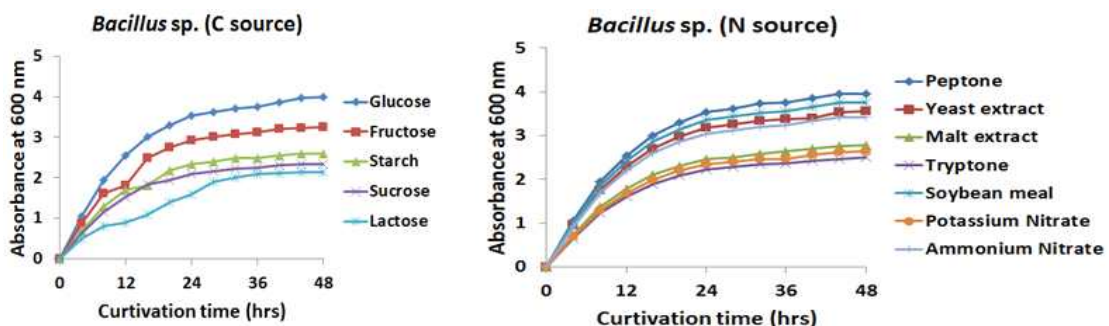 Bacillus sp. (C source)
Absorbance at 600 nm
5
4
3
2
1
0
0 12 24 36 48
Curtivation time (hrs)
Glucose
Fructose
Starch
Sucrose
Lactose
Bacillus sp. (N source)
Absorbance at 600 nm
5
4
3
2
1
0
0 12 24 36 48
Curtivation time (hrs)
Peptone
Yeast extract
Malt extract
Tryptone
Soybean meal
Potassium Nitrate
Ammonium Nitrate